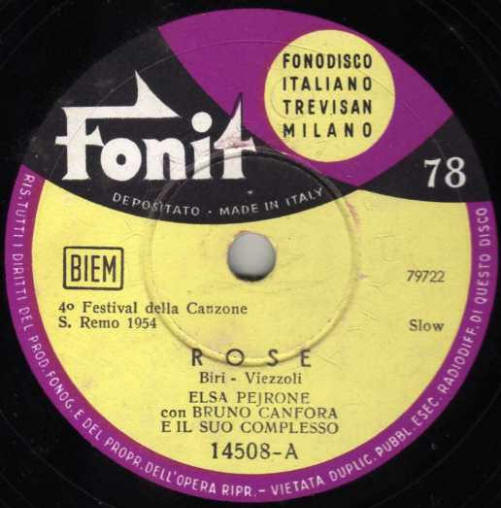 FONODISCO
ITALIANO
TREVISAN
MILANO
Fonit
78
DEPOSITATO · MADE IN ITALY
BIEM
79722
4º Festival della Canzone
S. Remo 1954
Slow
ROSE
Biri - Viezzoli
ELSA PEJRONE
con BRUNO CANFORA
E IL SUO COMPLESSO
14508-A
RIS. TUTTI I DIRITTI DEL PROD. FONOG. E DEL PROPR. DELL'OPERA RIPR. - VIETATA DUPLIC. PUBBL. ESEC. RADIODIFF. DI QUESTO DISCO